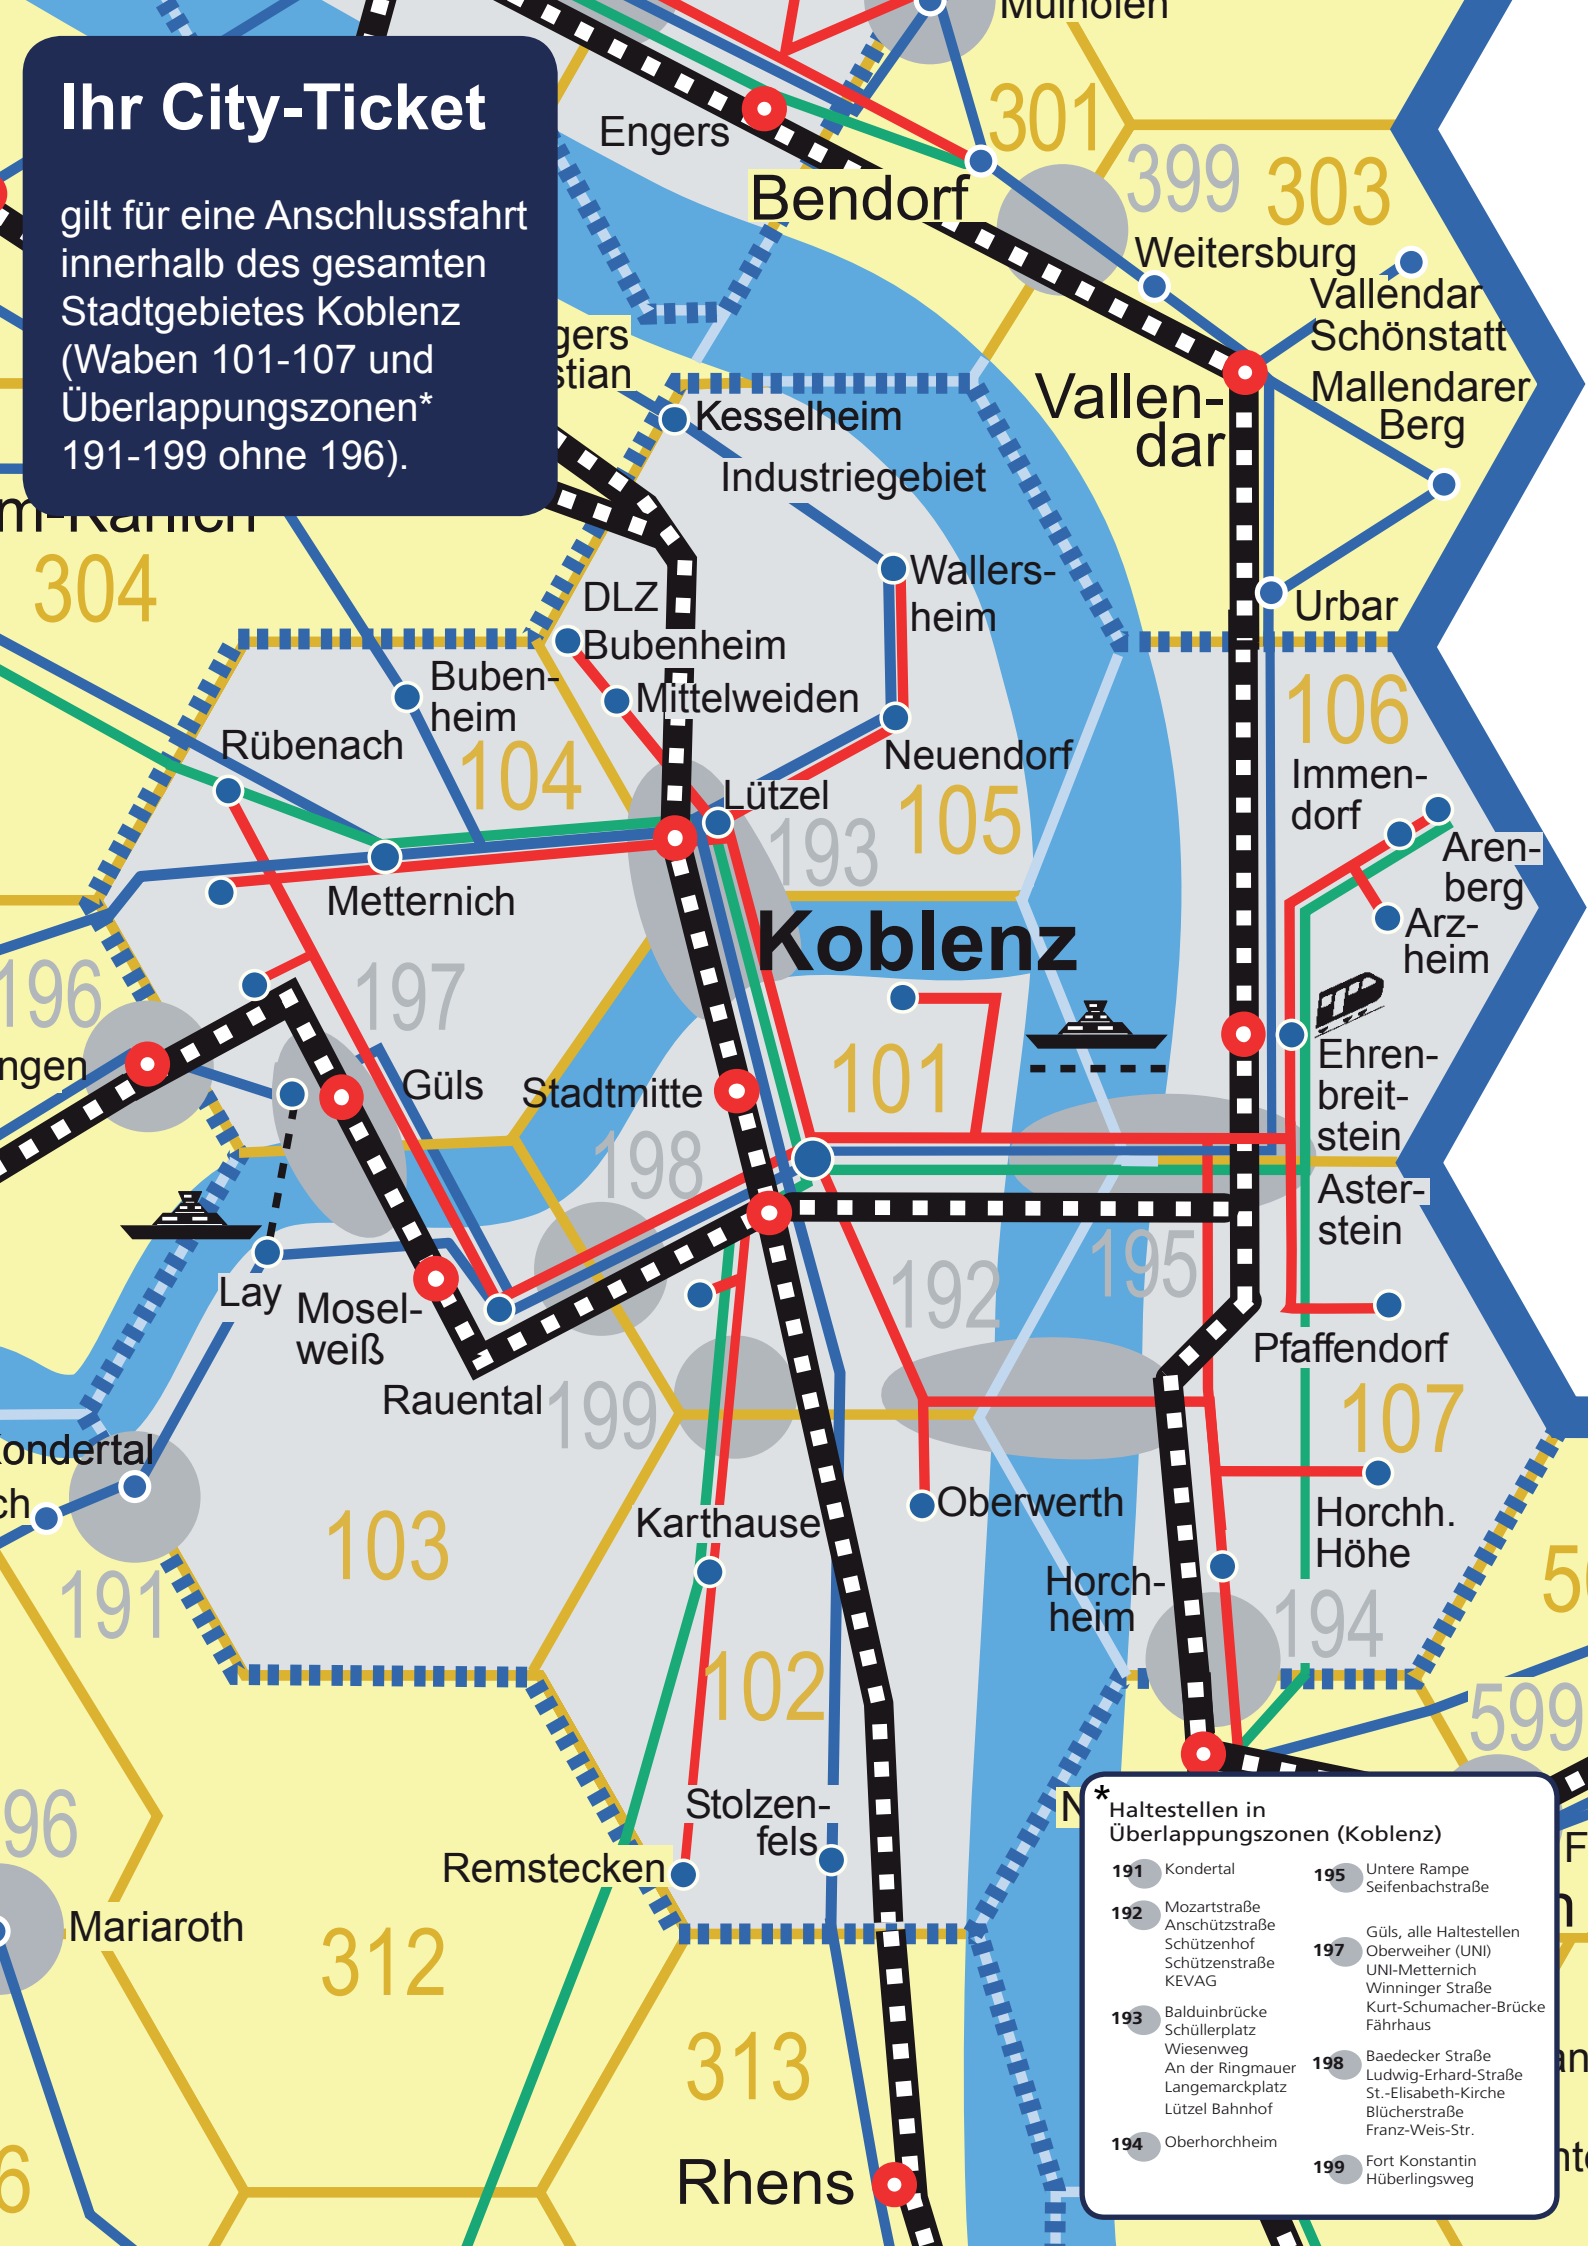 Ihr City-Ticket
gilt für eine Anschlussfahrt
innerhalb des gesamten
Stadtgebietes Koblenz
(Waben 101-107 und
Überlappungszonen*
191-199 ohne 196).
Engers
301
Bendorf
399
303
Weitersburg
Vallendar
Schönstatt
gers
stian
Vallen-
dar
Mallendarer
Berg
Kesselheim
Industriegebiet
304
Wallers-
heim
DLZ
Bubenheim
Urbar
Buben-
heim
Mittelweiden
106
Rübenach
104
Neuendorf
Immen-
dorf
Lützel
193
105
Aren-
berg
Metternich
Koblenz
Arz-
heim
196
197
ngen
Güls
Stadtmitte
101
Ehren-
breit-
stein
198
Aster-
stein
Lay
Mosel-
weiß
192
195
Rauental
199
Pfaffendorf
107
ondertal
ch
103
Karthause
Oberwerth
Horchh.
Höhe
191
Horch-
heim
194
102
599
Stolzen-
fels
96
Remstecken
Mariaroth
312
313
6
Rhens
N
F
*
Haltestellen in
Überlappungszonen (Koblenz)
191 Kondertal
192 Mozartstraße
Anschützstraße
Schützenhof
Schützenstraße
KEVAG
193 Balduinbrücke
Schüllerplatz
Wiesenweg
An der Ringmauer
Langemarckplatz
Lützel Bahnhof
194 Oberhorchheim
195 Untere Rampe
Seifenbachstraße
197 Güls, alle Haltestellen
Oberweiher (UNI)
UNI-Metternich
Winninger Straße
Kurt-Schumacher-Brücke
Fährhaus
198 Baedecker Straße
Ludwig-Erhard-Straße
St.-Elisabeth-Kirche
Blücherstraße
Franz-Weis-Str.
199 Fort Konstantin
Hüberlingsweg